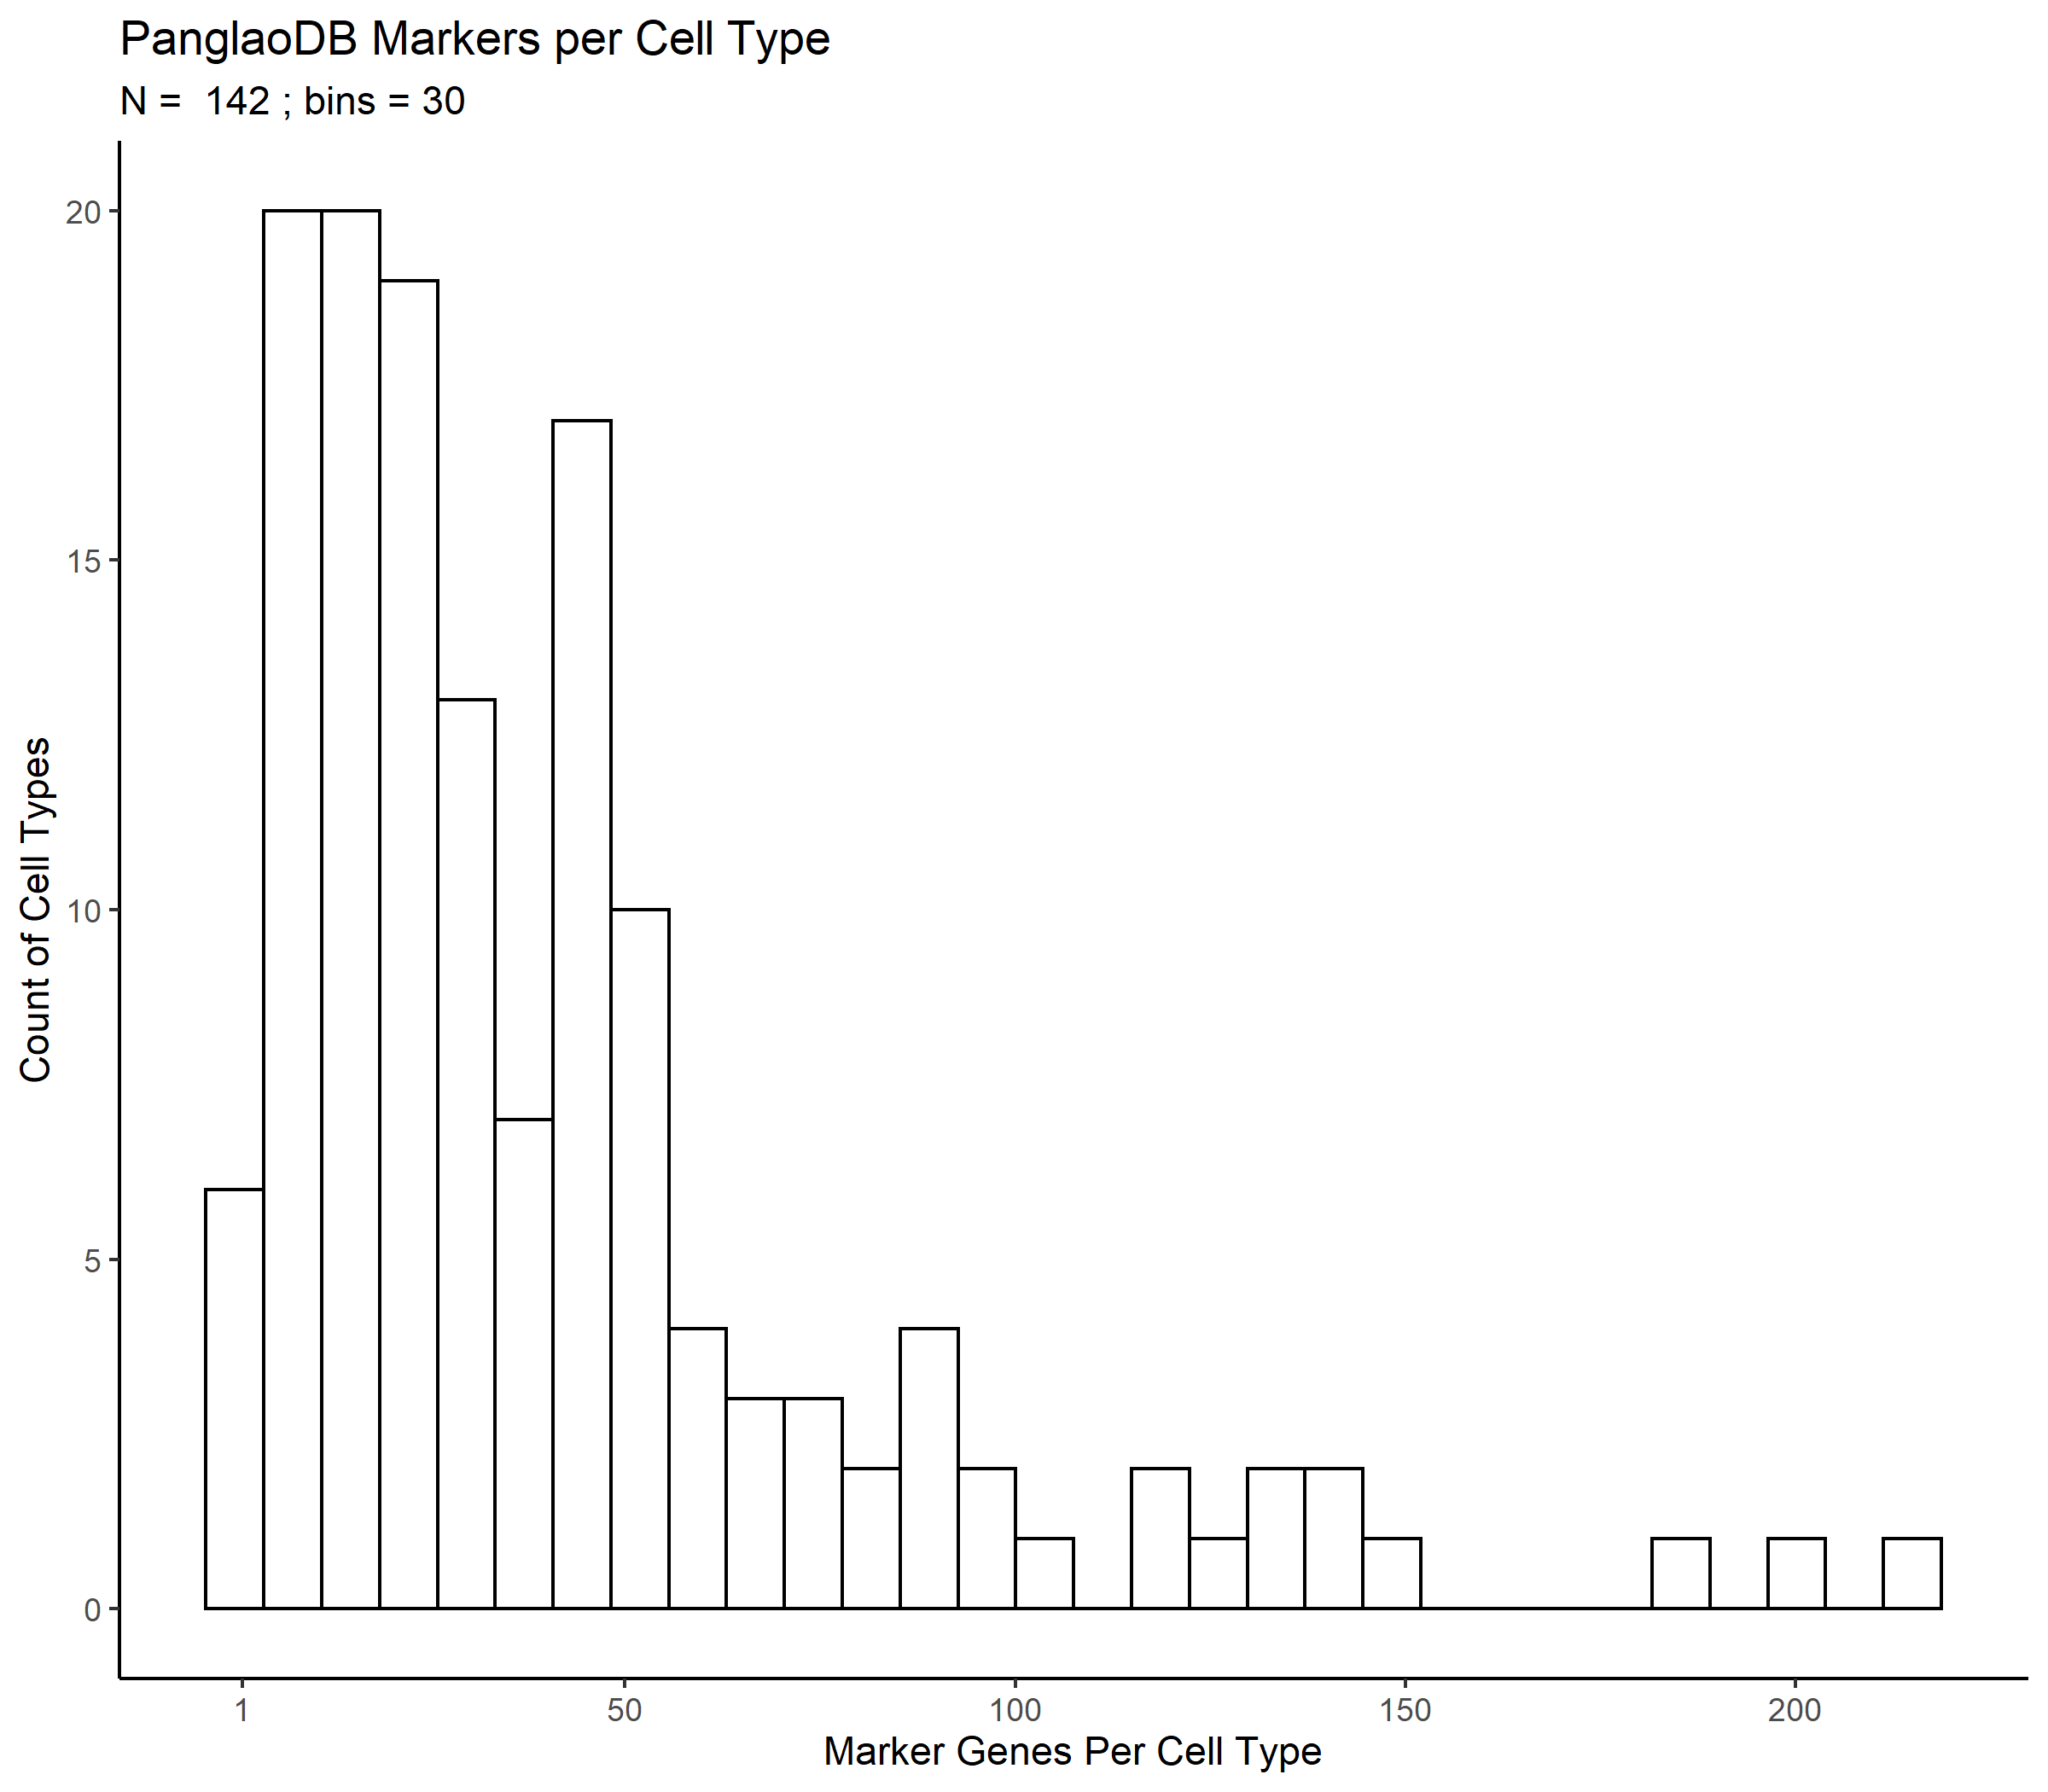 PanglaoDB Markers per Cell Type
N =  142 ; bins = 30
Count of Cell Types
20
15
10
5
0
1 50 100 150 200
Marker Genes Per Cell Type